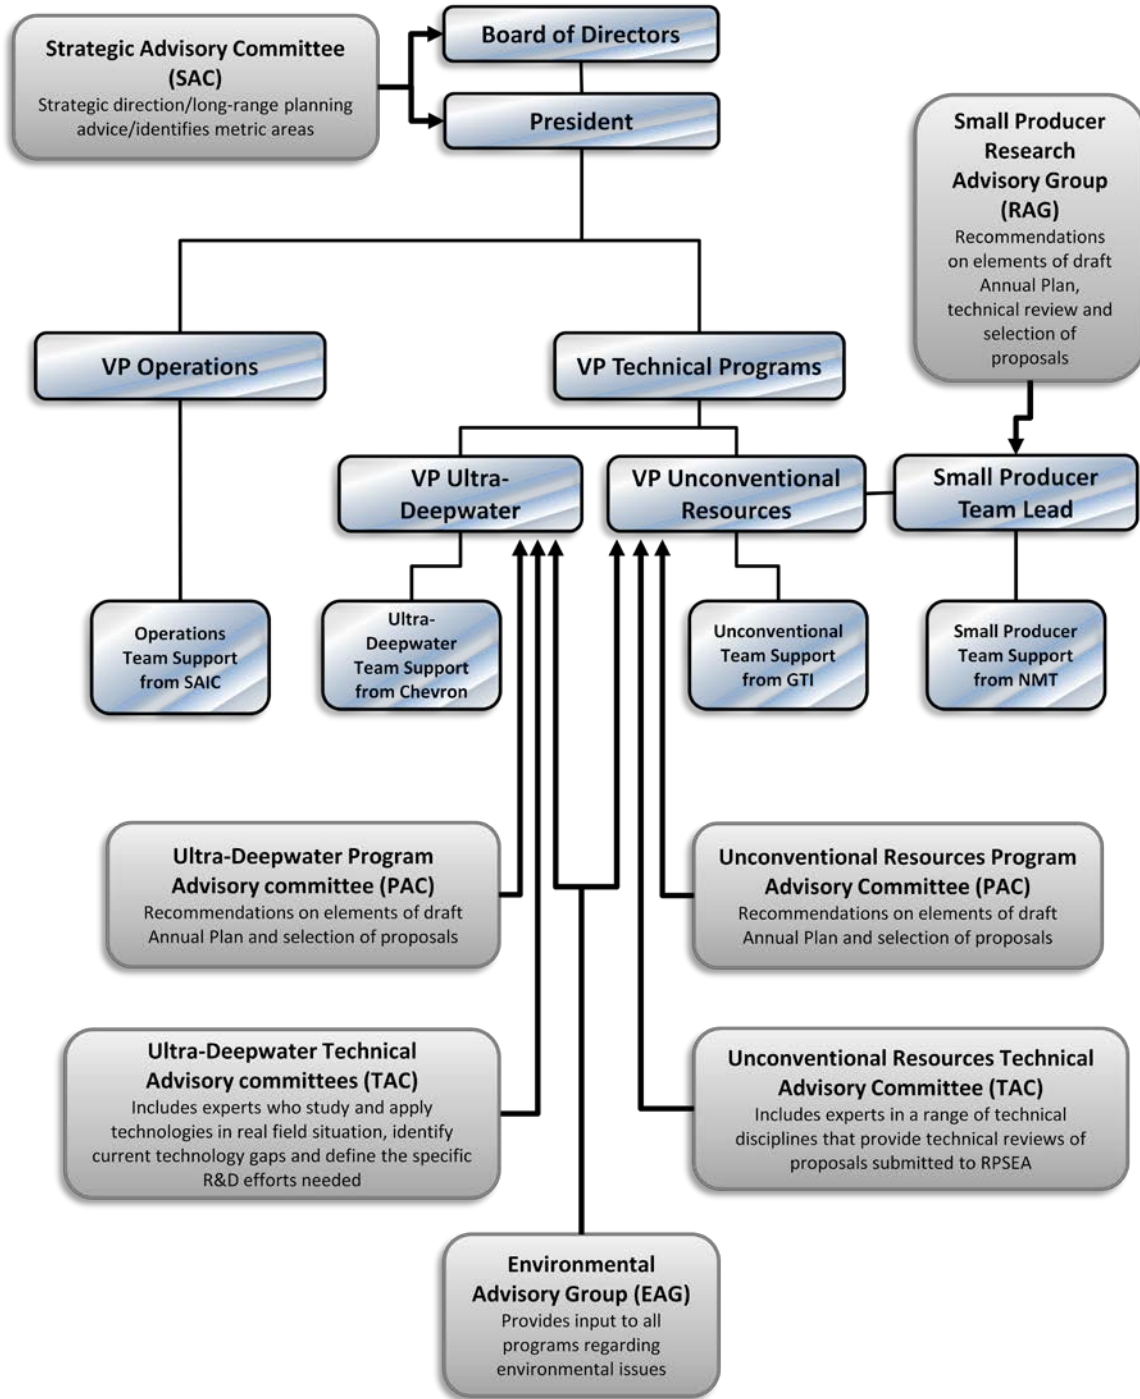 Strategic Advisory Committee
(SAC)
Strategic direction/long-range planning
advice/identifies metric areas
Board of Directors
President
Small Producer
Research
Advisory Group
(RAG)
Recommendations
on elements of draft
Annual Plan,
technical review and
selection of
proposals
VP Operations
VP Technical Programs
VP Ultra-
Deepwater
VP Unconventional
Resources
Small Producer
Team Lead
Operations
Team Support
from SAIC
Ultra-
Deepwater
Team Support
from Chevron
Unconventional
Team Support
from GTI
Small Producer
Team Support
from NMT
Ultra-Deepwater Program
Advisory committee (PAC)
Recommendations on elements of draft
Annual Plan and selection of proposals
Unconventional Resources Program
Advisory Committee (PAC)
Recommendations on elements of draft
Annual Plan and selection of proposals
Ultra-Deepwater Technical
Advisory committees (TAC)
Includes experts who study and apply
technologies in real field situation, identify
current technology gaps and define the specific
R&D efforts needed
Unconventional Resources Technical
Advisory Committee (TAC)
Includes experts in a range of technical
disciplines that provide technical reviews of
proposals submitted to RPSEA
Environmental
Advisory Group (EAG)
Provides input to all
programs regarding
environmental issues